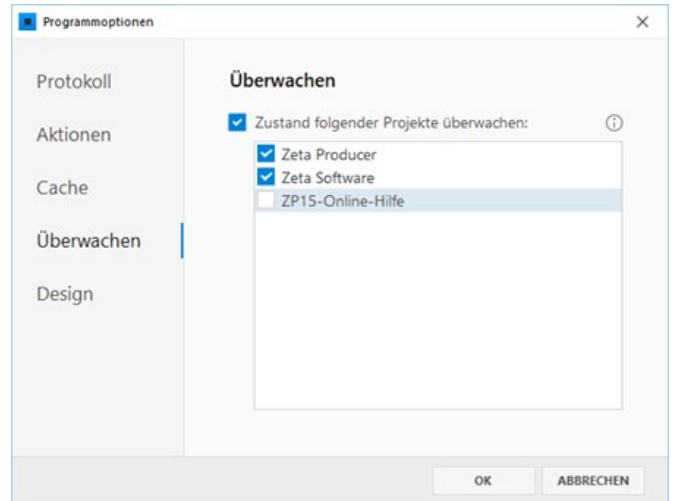 Programmoptionen
Protokoll
Aktionen
Cache
Überwachen
Design
Überwachen
Zustand folgender Projekte überwachen:
Zeta Producer
Zeta Software
ZP15-Online-Hilfe
OK
ABBRECHEN